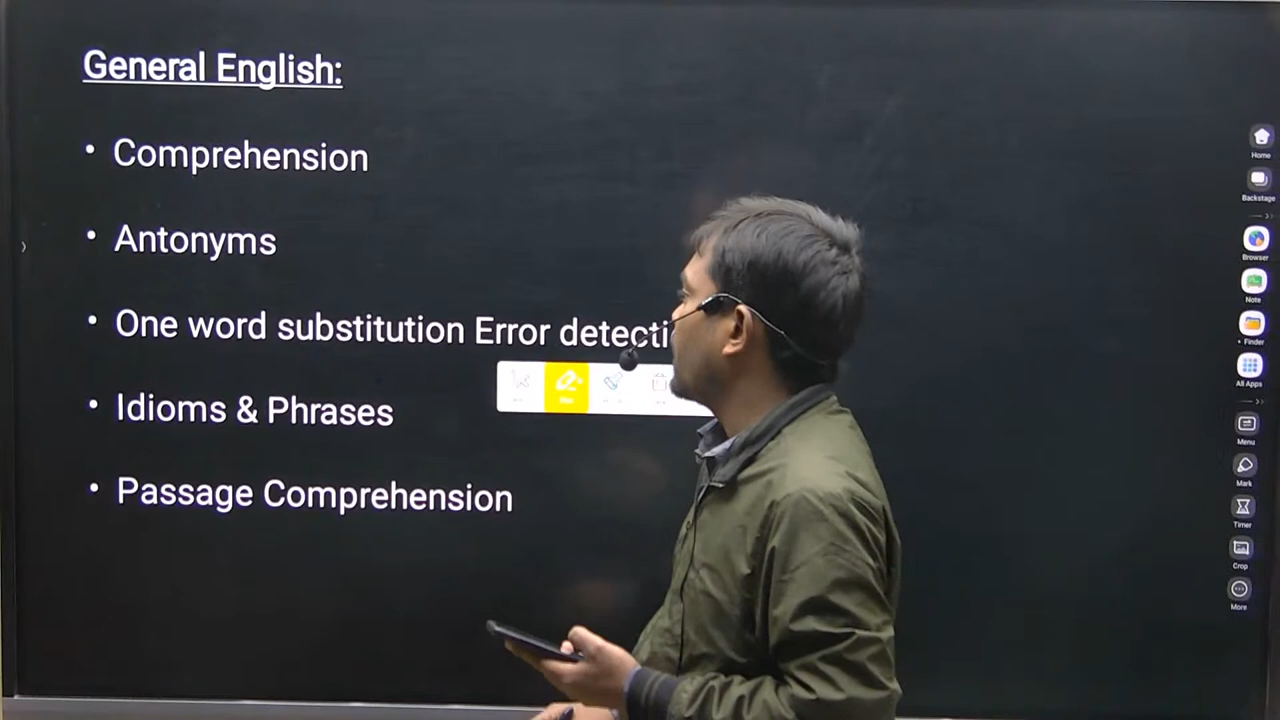 General English:
• Comprehension
• Antonyms
• One word substitution Error
• Idioms & Phrases
• Passage Comprehension
Home
Backstage
Browser
Note
• Finder
All Apps
Menu
Mark
Timer
Crop
More